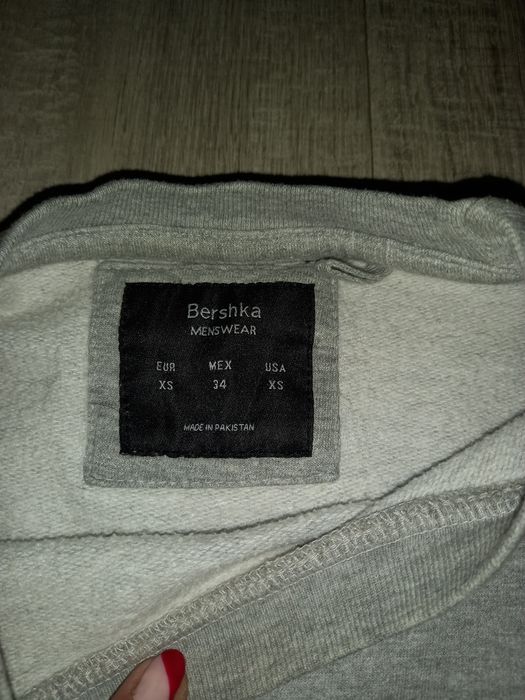 Bershka
MENSWEAR
EUR MEX USA
XS 34 XS
MADE IN PAKISTAN